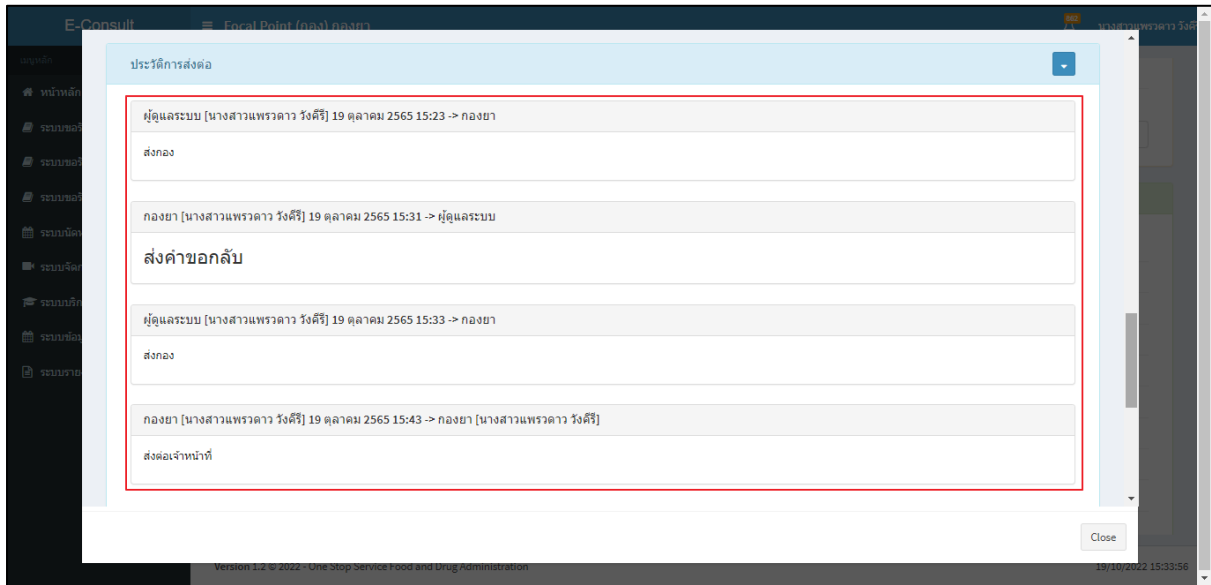 E-Consult
Focal Point (กอง) กองยา
นางสาวแพรวดาว วังคีรี
เมนูหลัก
ประวัติการส่งต่อ
หน้าหลัก
ผู้ดูแลระบบ [นางสาวแพรวดาว วังคีรี] 19 ตุลาคม 2565 15:23 -> กองยา
ส่งกอง
กองยา [นางสาวแพรวดาว วังคีรี] 19 ตุลาคม 2565 15:31 -> ผู้ดูแลระบบ
ส่งคำขอกลับ
ผู้ดูแลระบบ [นางสาวแพรวดาว วังคีรี] 19 ตุลาคม 2565 15:33 -> กองยา
ส่งกอง
กองยา [นางสาวแพรวดาว วังคีรี] 19 ตุลาคม 2565 15:43 -> กองยา [นางสาวแพรวดาว วังคีรี]
ส่งต่อเจ้าหน้าที่
Close
Version 1.2 © 2022 - One Stop Service Food and Drug Administration
19/10/2022 15:33:56